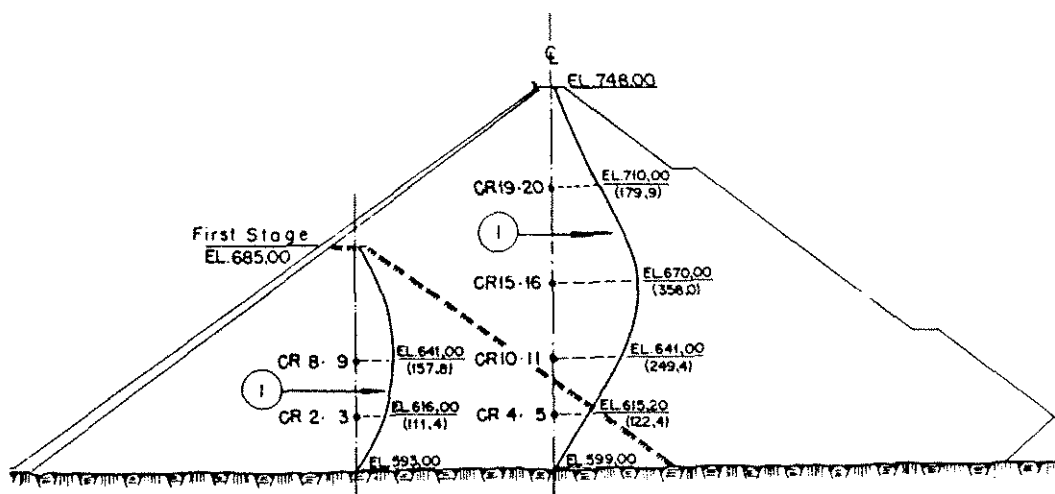 ℄
EL.748,00
CR19·20
EL.710,00
(179,9)
1
First Stage
EL.685,00
CR15·16
EL.670,00
(358,0)
CR 8· 9
EL.641,00
(157,8)
CR10· 11
EL.641,00
(249,4)
1
CR 2· 3
EL.616,00
(111,4)
CR 4· 5
EL.615,20
(122,4)
EL.593,00
EL.599,00